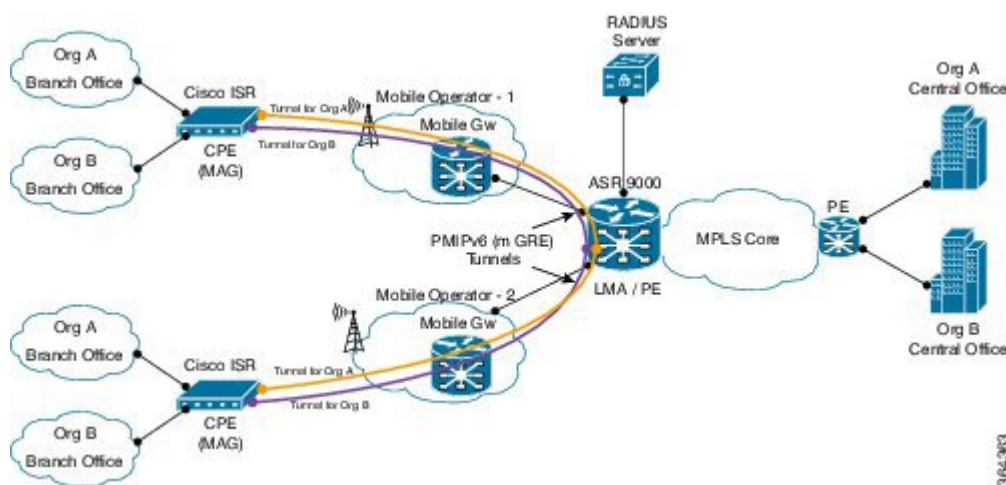 RADIUS
Server
Org A
Branch Office
Cisco ISR
Tunnel for Org A
Mobile Operator - 1
Mobile Gw
Org A
Central Office
Org B
Branch Office
CPE
(MAG)
Tunnel for Org B
ASR 9000
PE
PMIPv6 (m GRE)
Tunnels
MPLS Core
LMA / PE
Mobile Operator - 2
Mobile Gw
Org A
Branch Office
Cisco ISR
Tunnel for Org A
Org B
Central Office
Org B
Branch Office
CPE
(MAG)
Tunnel for Org B
364363